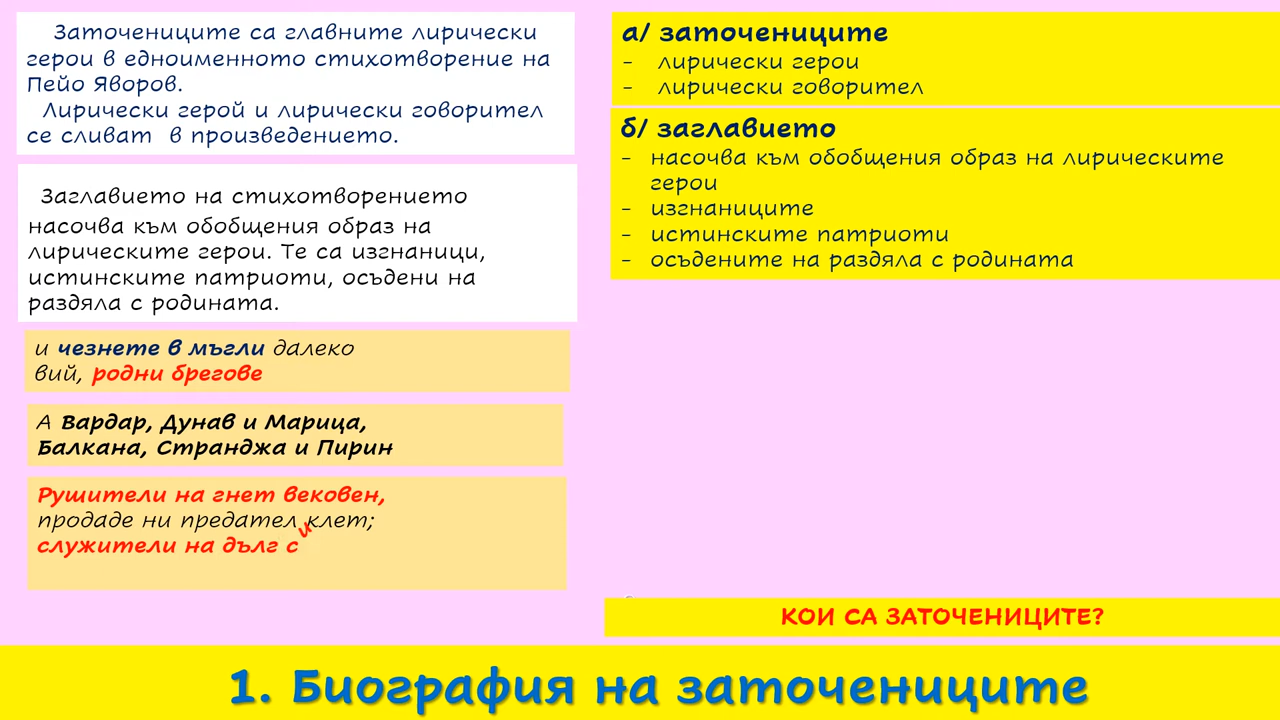 Заточениците са главните лирически
герои в едноименното стихотворение на
Пейо Яворов.
Лирически герой и лирически говорител
се сливат в произведението.
Заглавието на стихотворението
насочва към обобщения образ на
лирическите герои. Те са изгнаници,
истинските патриоти, осъдени на
раздяла с родината.
и чезнете в мъгли далеко
вий, родни брегове
А Вардар, Дунав и Марица,
Балкана, Странджа и Пирин
Рушители на гнет вековен,
продаде ни предател клет;
служители на дълг си
а/ заточениците
- лирически герои
- лирически говорител
б/ заглавието
- насочва към обобщения образ на лирическите
герои
- изгнаниците
- истинските патриоти
- осъдените на раздяла с родината
КОИ СА ЗАТОЧЕНИЦИТЕ?
1. Биография на заточениците